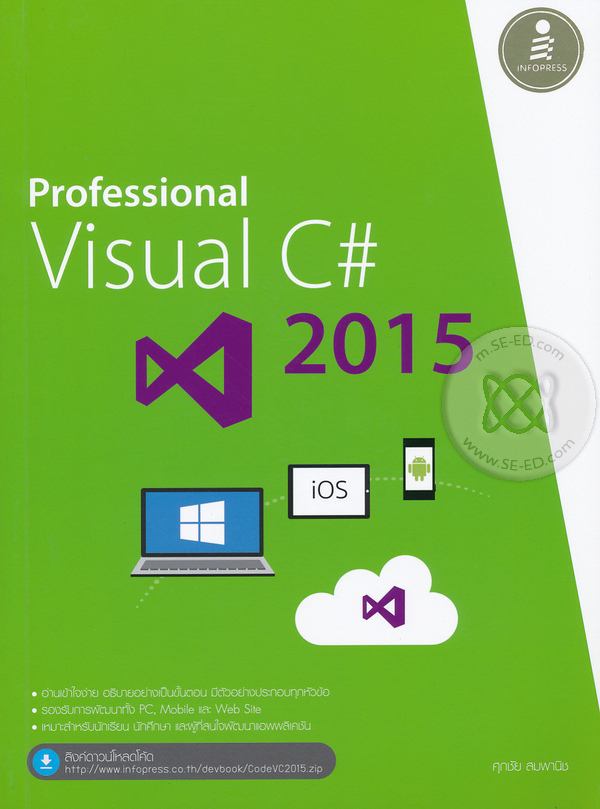 INFOPRESS
Professional
Visual C#
2015
m.SE-ED.com
www.SE-ED.com
iOS
• อ่านเข้าใจง่าย อธิบายอย่างเป็นขั้นตอน มีตัวอย่างประกอบทุกหัวข้อ
• รองรับการพัฒนาทั้ง PC, Mobile และ Web Site
• เหมาะสำหรับนักเรียน นักศึกษา และผู้ที่สนใจพัฒนาแอพพลิเคชัน
ลิงค์ดาวน์โหลดโค้ด
http://www.infopress.co.th/devbook/CodeVC2015.zip
ศุภชัย สมพานิช